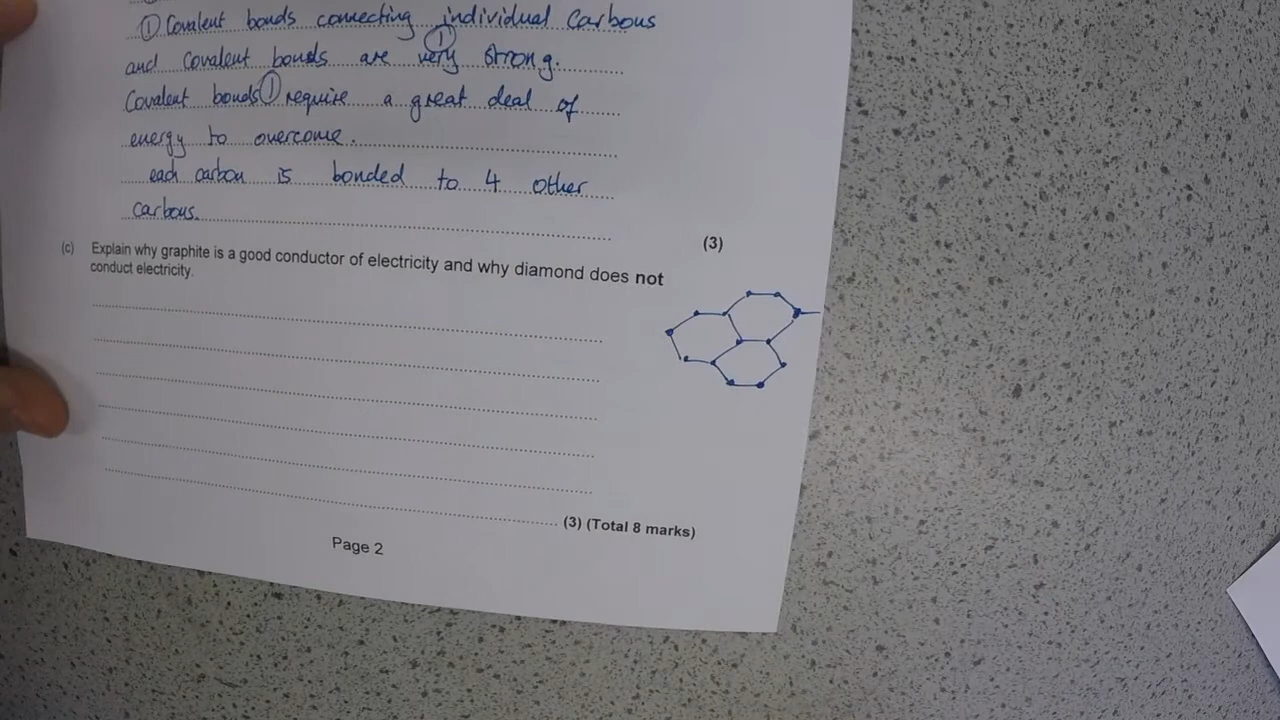 ① Covalent bonds connecting individual carbons
①
and covalent bonds are very strong.
Covalent bonds ① require a great deal of
energy to overcome.
each carbon is bonded to 4 other
carbons.
(3)
(c) Explain why graphite is a good conductor of electricity and why diamond does not
conduct electricity.
(3) (Total 8 marks)
Page 2